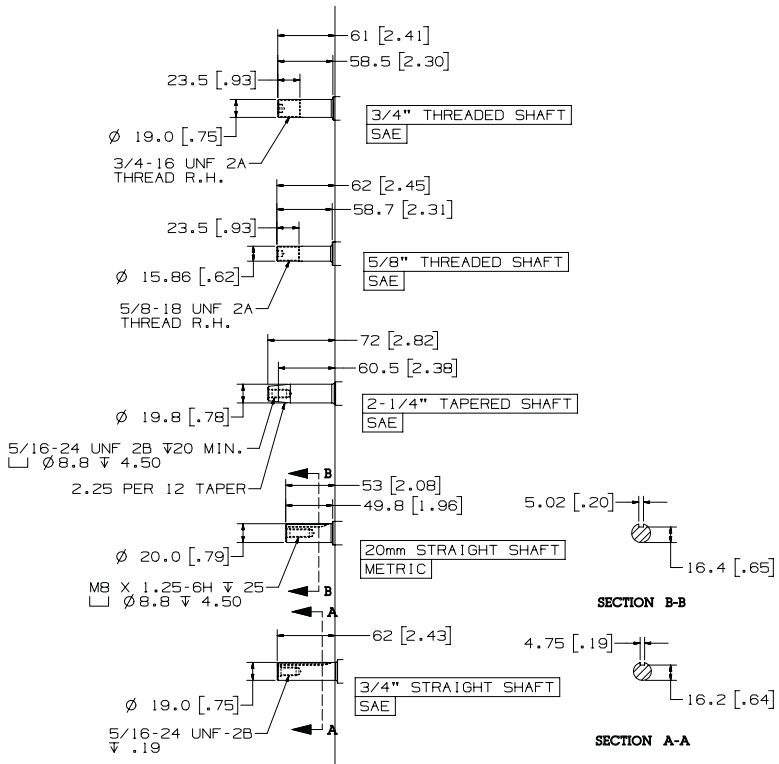 61 [2.41]
58.5 [2.30]
23.5 [.93]
Ø 19.0 [.75]
3/4-16 UNF 2A
THREAD R.H.
3/4" THREADED SHAFT
SAE
62 [2.45]
58.7 [2.31]
23.5 [.93]
Ø 15.86 [.62]
5/8-18 UNF 2A
THREAD R.H.
5/8" THREADED SHAFT
SAE
72 [2.82]
60.5 [2.38]
Ø 19.8 [.78]
5/16-24 UNF 2B ↧20 MIN.
⌴ Ø8.8 ↧ 4.50
2.25 PER 12 TAPER
2-1/4" TAPERED SHAFT
SAE
B
53 [2.08]
49.8 [1.96]
Ø 20.0 [.79]
M8 X 1.25-6H ↧ 25
⌴ Ø8.8 ↧ 4.50
B
20mm STRAIGHT SHAFT
METRIC
5.02 [.20]
16.4 [.65]
SECTION B-B
A
62 [2.43]
Ø 19.0 [.75]
5/16-24 UNF-2B
↧ .19
A
3/4" STRAIGHT SHAFT
SAE
4.75 [.19]
16.2 [.64]
SECTION A-A